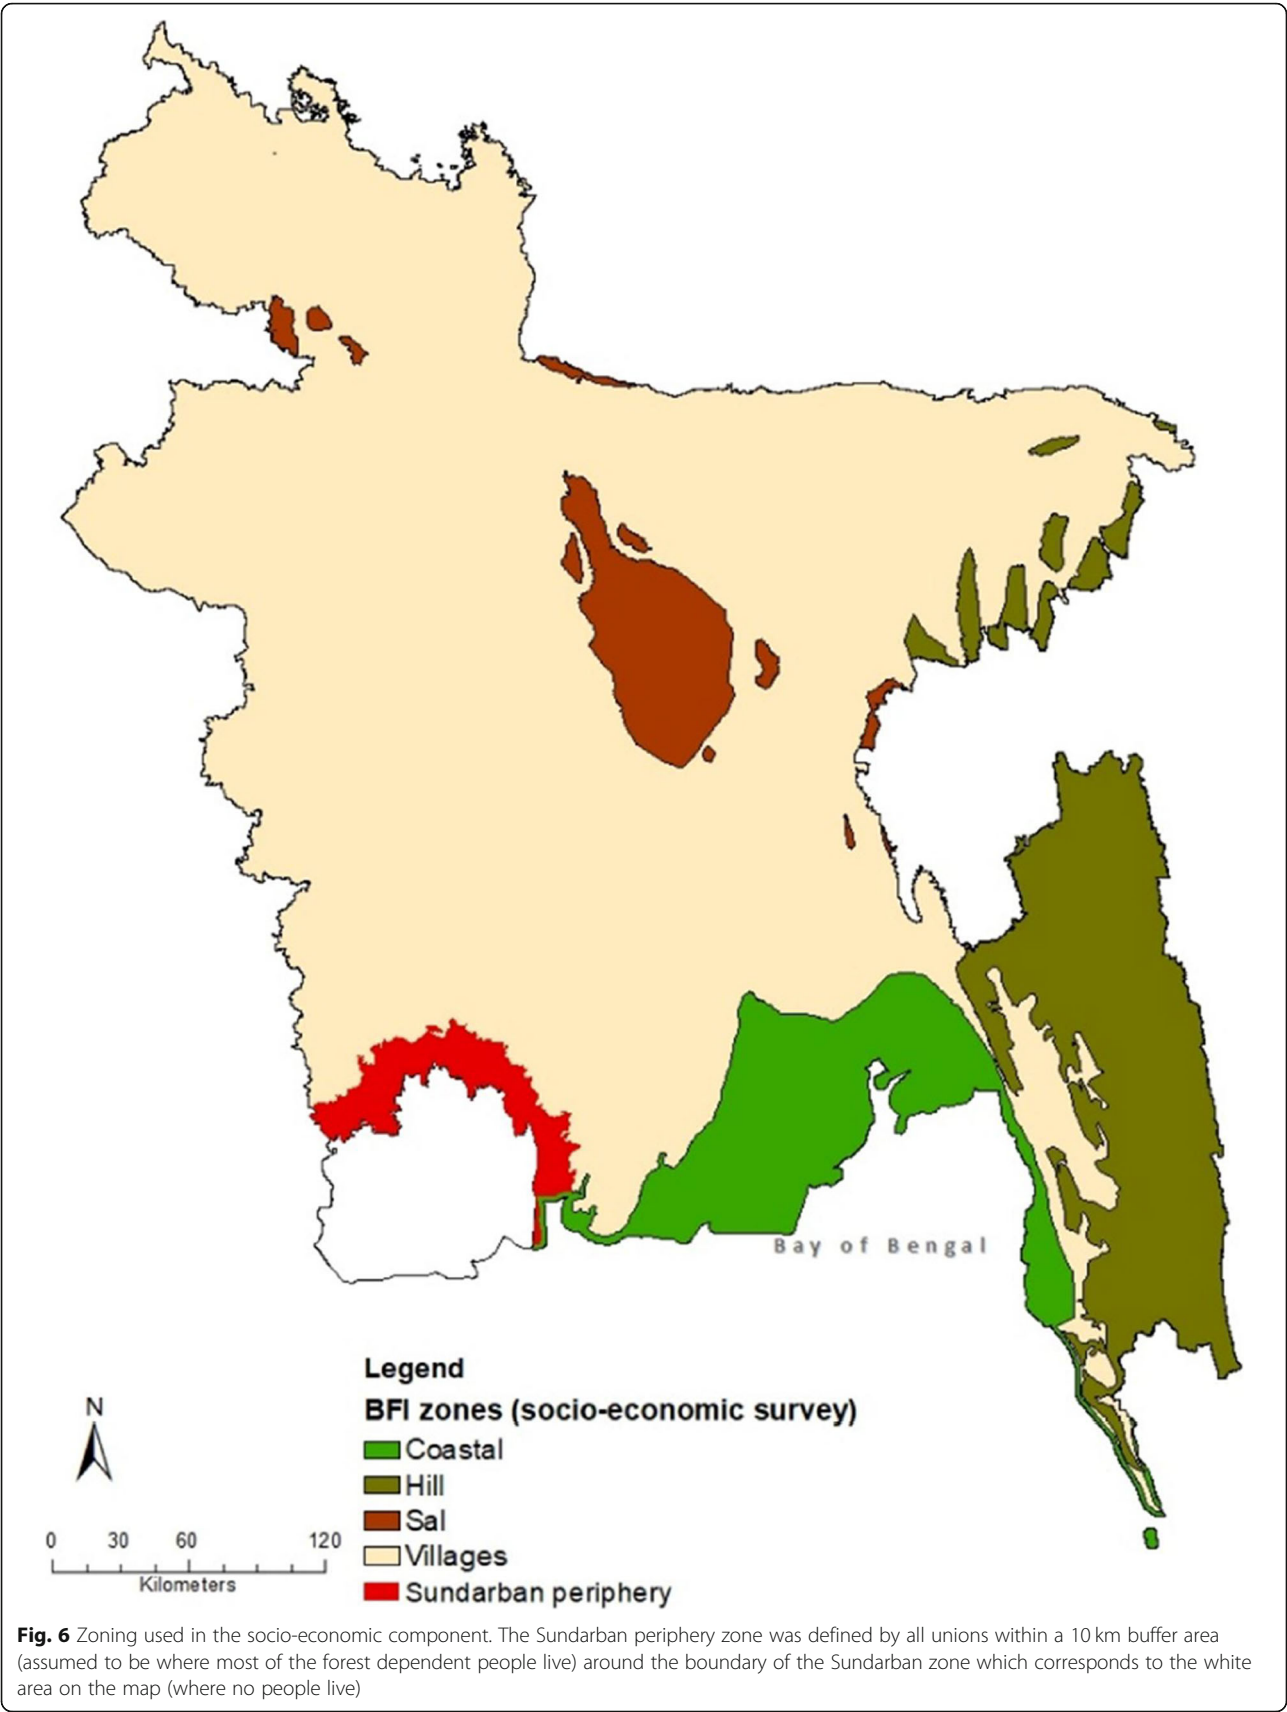 Bay of Bengal
Legend
BFI zones (socio-economic survey)
Coastal
Hill
Sal
Villages
Sundarban periphery
N
0 30 60 120
Kilometers
Fig. 6 Zoning used in the socio-economic component. The Sundarban periphery zone was defined by all unions within a 10 km buffer area
(assumed to be where most of the forest dependent people live) around the boundary of the Sundarban zone which corresponds to the white
area on the map (where no people live)